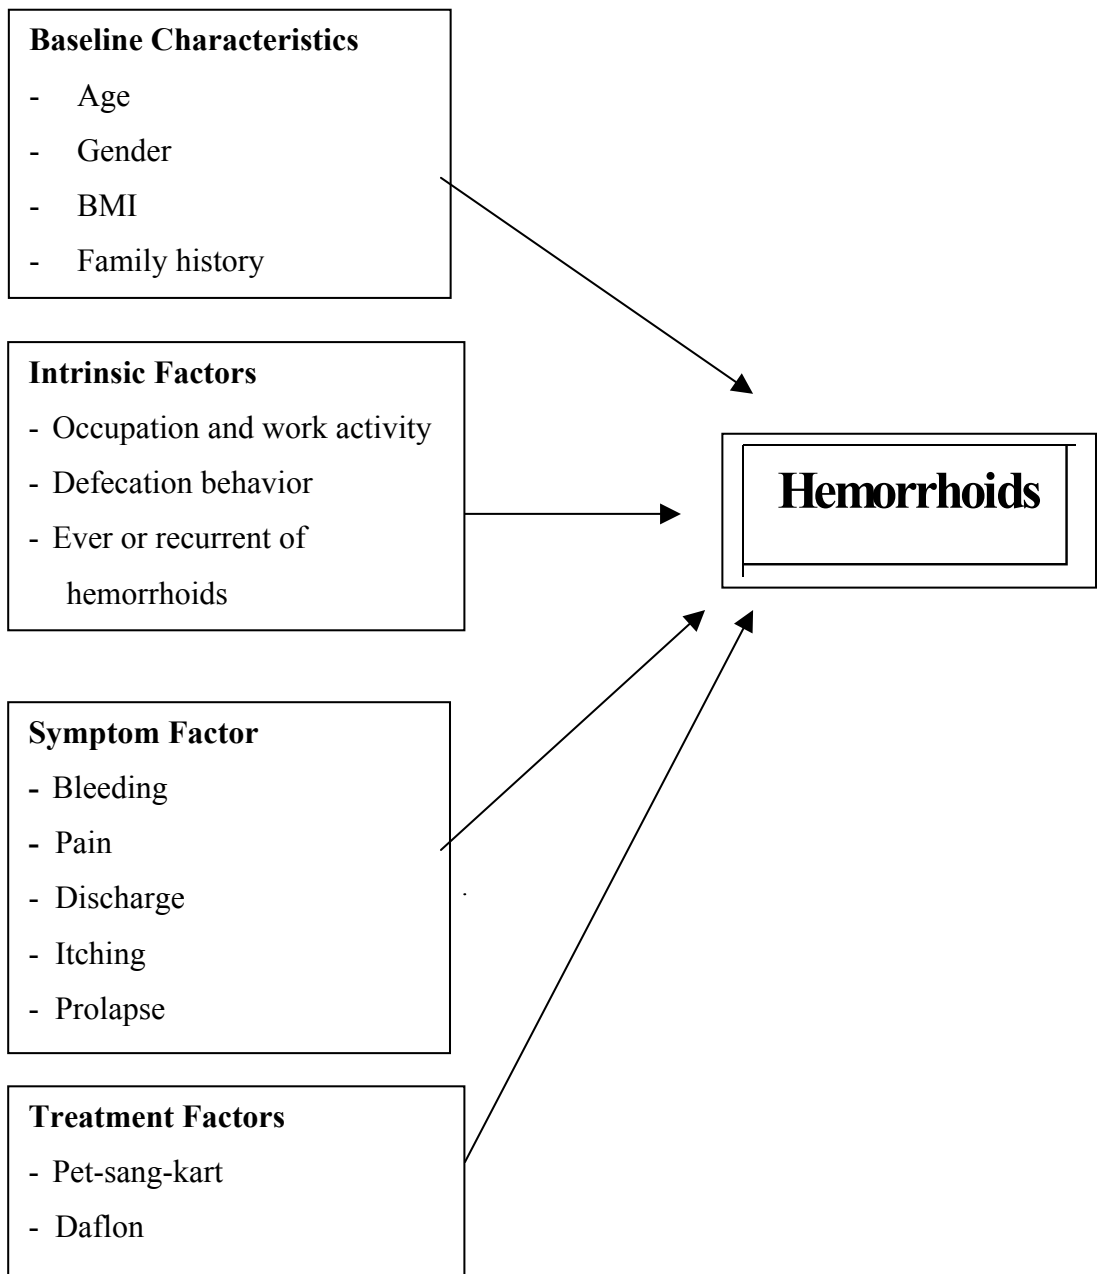 Baseline Characteristics
- Age
- Gender
- BMI
- Family history
Intrinsic Factors
- Occupation and work activity
- Defecation behavior
- Ever or recurrent of
hemorrhoids
Hemorrhoids
Symptom Factor
- Bleeding
- Pain
- Discharge
- Itching
- Prolapse
Treatment Factors
- Pet-sang-kart
- Daflon